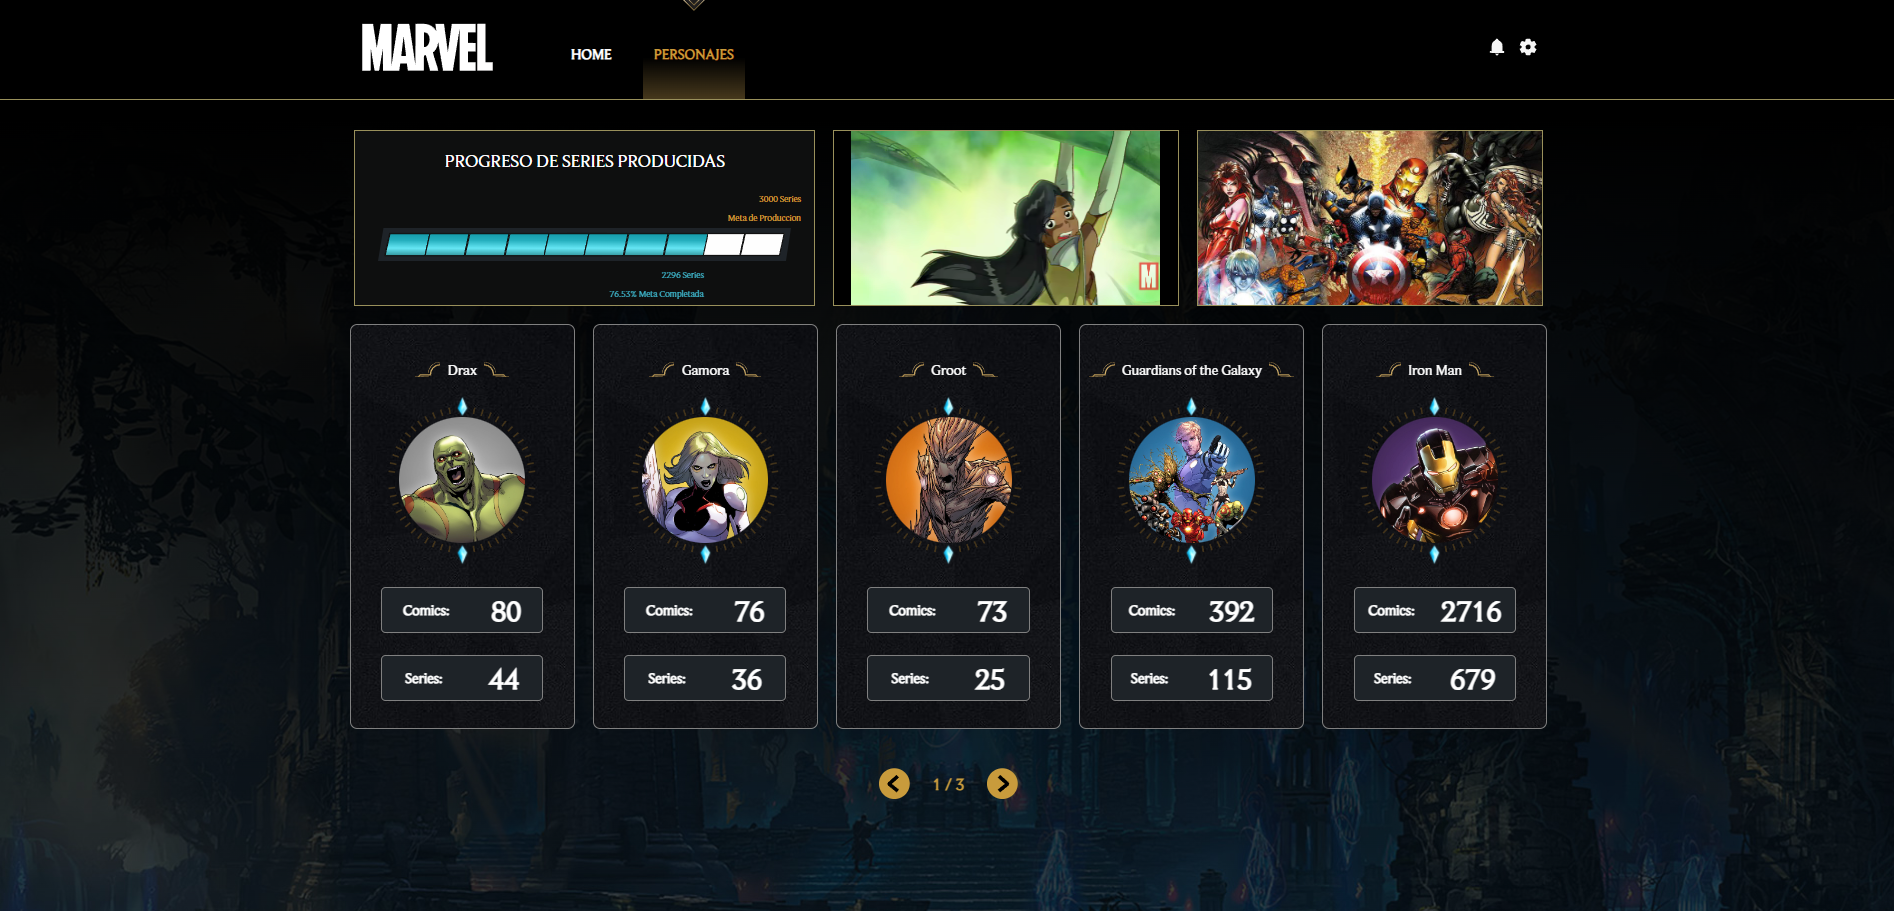 MARVEL
HOME
PERSONAJES
PROGRESO DE SERIES PRODUCIDAS
3000 Series
Meta de Produccion
2296 Series
76.53% Meta Completada
M
Drax
Gamora
Groot
Guardians of the Galaxy
Iron Man
Comics: 80
Comics: 76
Comics: 73
Comics: 392
Comics: 2716
Series: 44
Series: 36
Series: 25
Series: 115
Series: 679
1 / 3